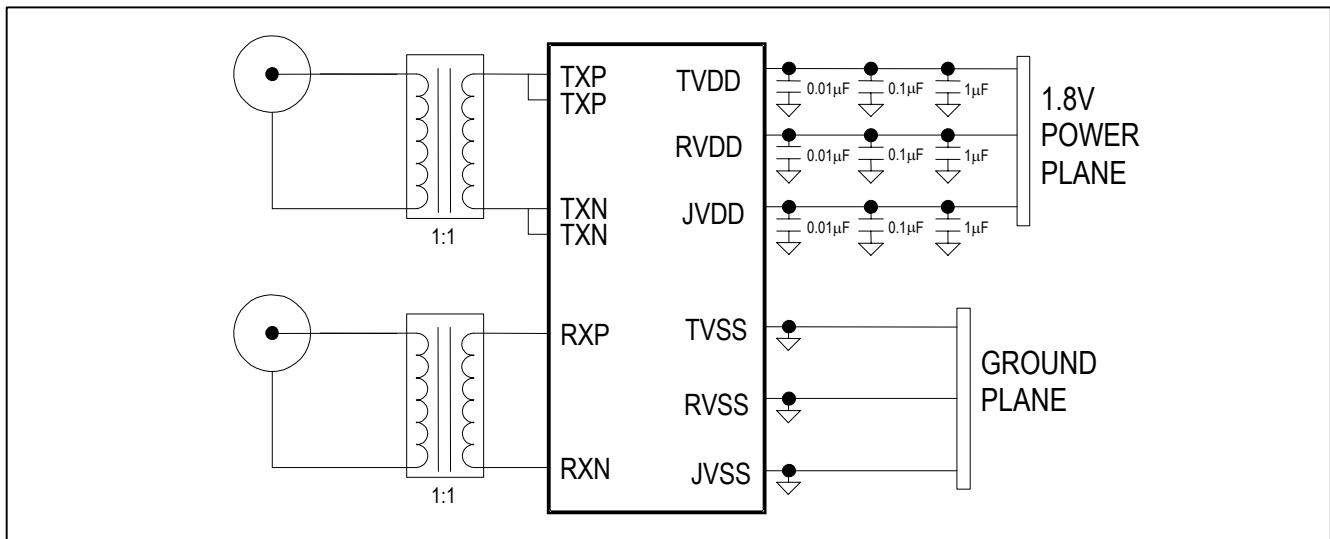 TXP
TXP
TXN
TXN
1:1
RXP
RXN
1:1
TVDD
0.01µF
0.1µF
1µF
RVDD
0.01µF
0.1µF
1µF
JVDD
0.01µF
0.1µF
1µF
1.8V
POWER
PLANE
TVSS
RVSS
JVSS
GROUND
PLANE